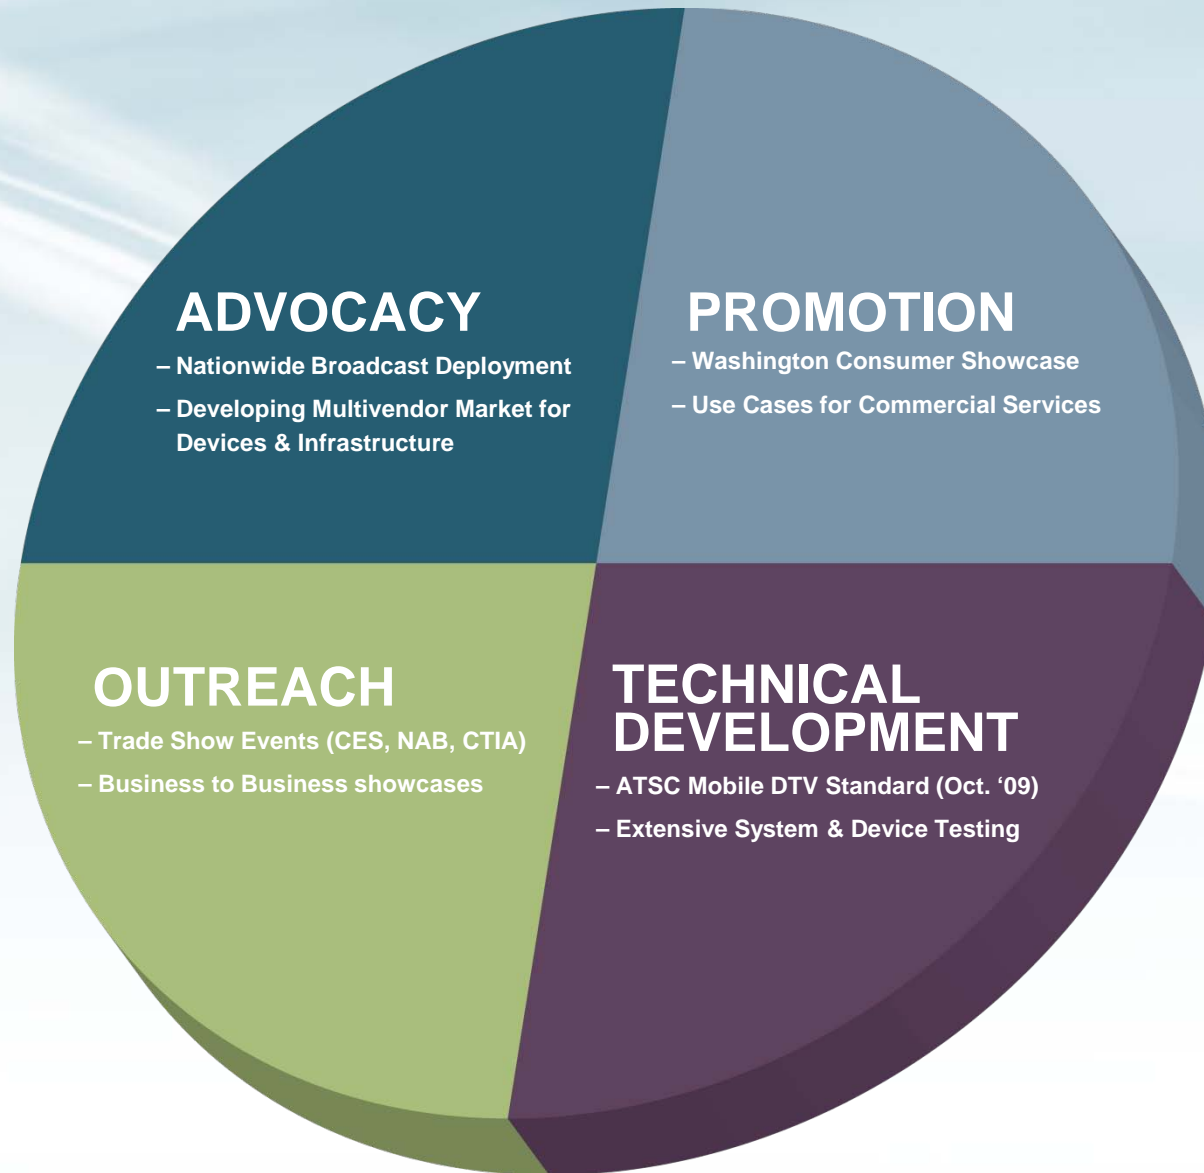 ADVOCACY
– Nationwide Broadcast Deployment
– Developing Multivendor Market for
Devices & Infrastructure
PROMOTION
– Washington Consumer Showcase
– Use Cases for Commercial Services
OUTREACH
– Trade Show Events (CES, NAB, CTIA)
– Business to Business showcases
TECHNICAL
DEVELOPMENT
– ATSC Mobile DTV Standard (Oct. ‘09)
– Extensive System & Device Testing